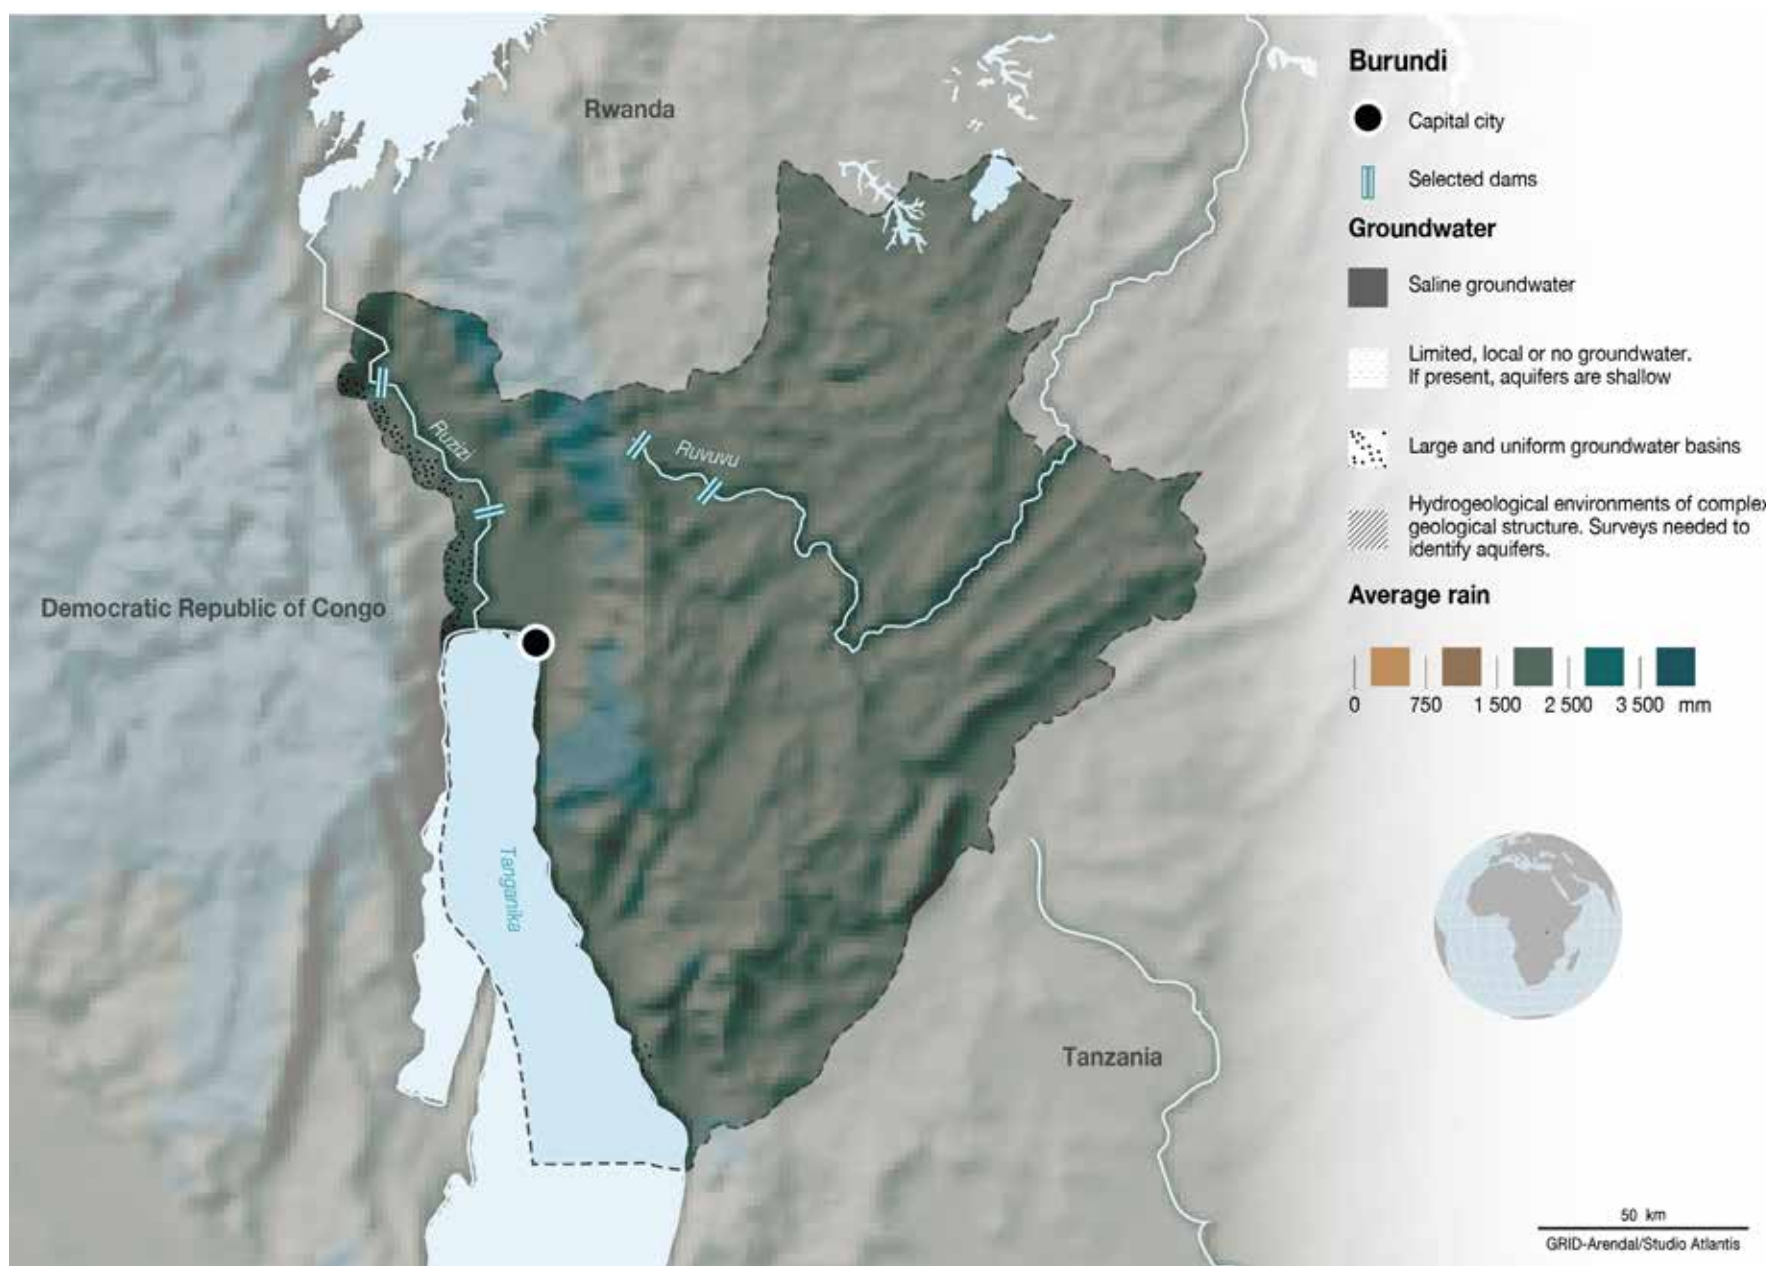 Rwanda
Ruzizi
Ruvuvu
Democratic Republic of Congo
Tanganika
Tanzania
Burundi
Capital city
Selected dams
Groundwater
Saline groundwater
Limited, local or no groundwater.
If present, aquifers are shallow
Large and uniform groundwater basins
Hydrogeological environments of complex
geological structure. Surveys needed to
identify aquifers.
Average rain
0 750 1 500 2 500 3 500 mm
50 km
GRID-Arendal/Studio Atlantis